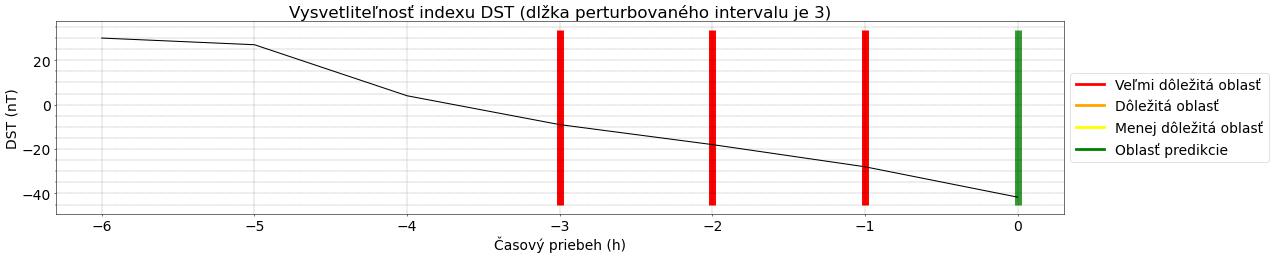 Vysvetliteľnosť indexu DST (dĺžka perturbovaného intervalu je 3)
DST (nT)
20
0
−20
−40
−6 −5 −4 −3 −2 −1 0
Časový priebeh (h)
Veľmi dôležitá oblasť
Dôležitá oblasť
Menej dôležitá oblasť
Oblasť predikcie